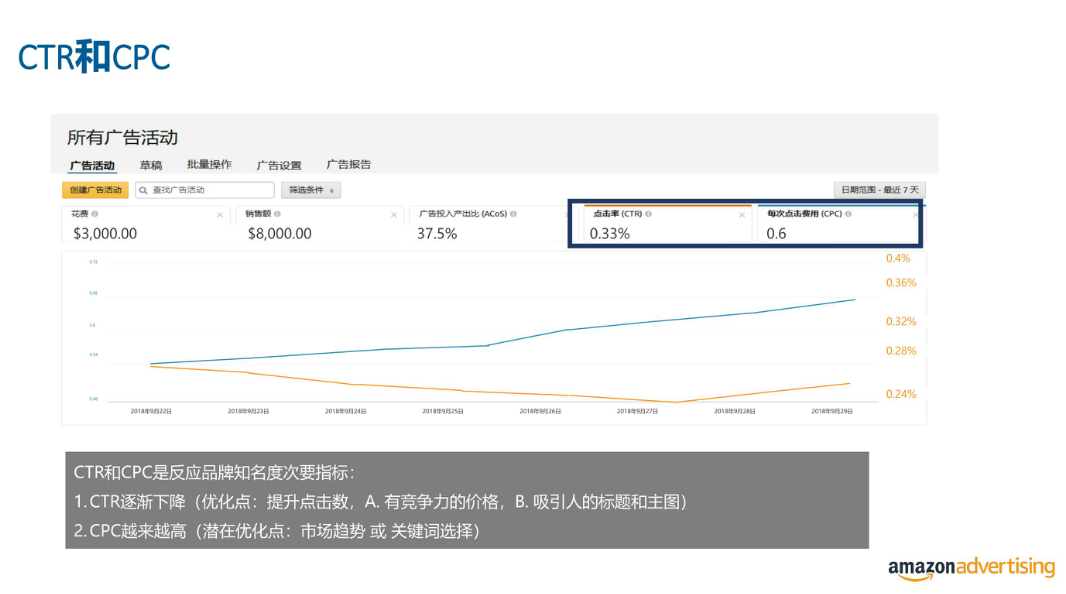 CTR和CPC
所有广告活动
广告活动 草稿 批量操作 广告设置 广告报告
创建广告活动 查找广告活动 筛选条件 日期范围 - 最近 7 天
花费 销售额 广告投入产出比 (ACoS) 点击率 (CTR) 每次点击费用 (CPC)
$3,000.00 $8,000.00 37.5% 0.33% 0.6
0.72 0.4%
0.66 0.36%
0.6 0.32%
0.54 0.28%
0.48 0.24%
2018年9月22日 2018年9月23日 2018年9月24日 2018年9月25日 2018年9月26日 2018年9月27日 2018年9月28日 2018年9月29日
CTR和CPC是反应品牌知名度次要指标：
1.CTR逐渐下降（优化点：提升点击数，A. 有竞争力的价格，B. 吸引人的标题和主图）
2.CPC越来越高（潜在优化点：市场趋势 或 关键词选择）
amazonadvertising